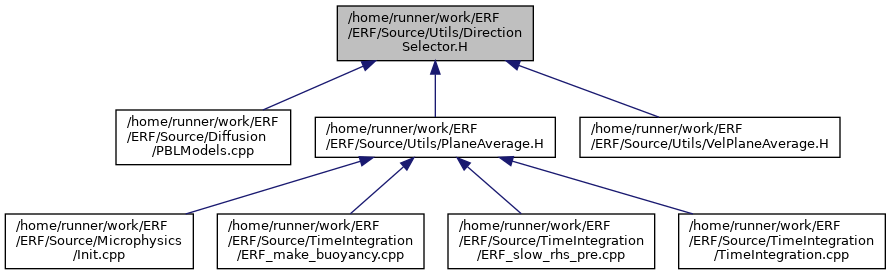 /home/runner/work/ERF
/ERF/Source/Utils/Direction
Selector.H
/home/runner/work/ERF
/ERF/Source/Diffusion
/PBLModels.cpp
/home/runner/work/ERF
/ERF/Source/Utils/PlaneAverage.H
/home/runner/work/ERF
/ERF/Source/Utils/VelPlaneAverage.H
/home/runner/work/ERF
/ERF/Source/Microphysics
/Init.cpp
/home/runner/work/ERF
/ERF/Source/TimeIntegration
/ERF_make_buoyancy.cpp
/home/runner/work/ERF
/ERF/Source/TimeIntegration
/ERF_slow_rhs_pre.cpp
/home/runner/work/ERF
/ERF/Source/TimeIntegration
/TimeIntegration.cpp